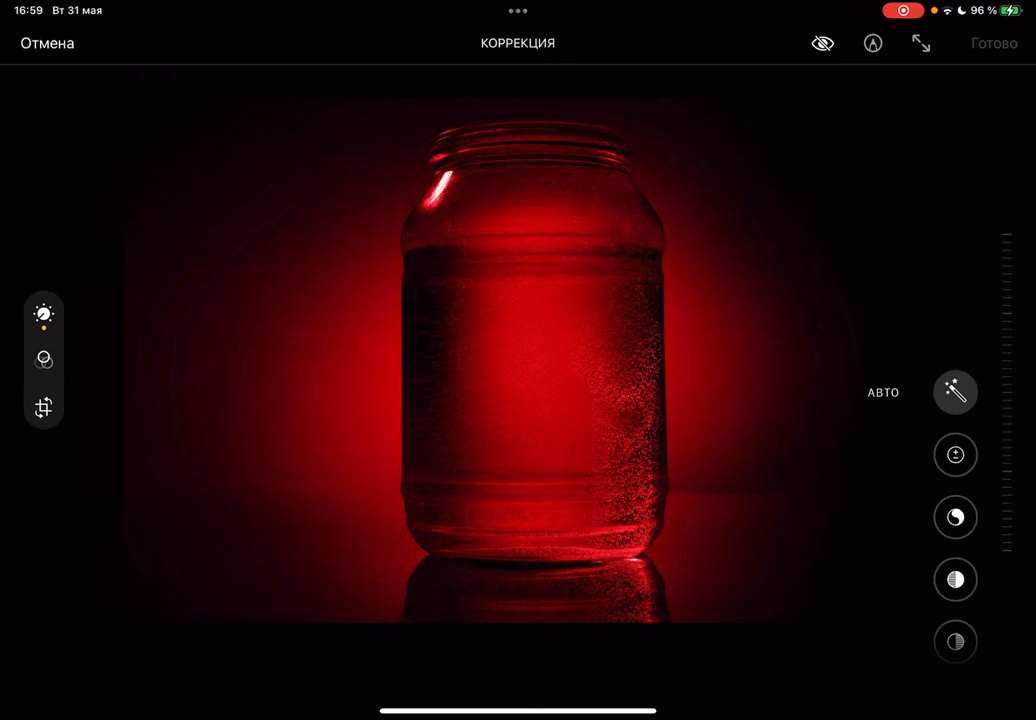 16:59 Вт 31 мая
96 %
Отмена
КОРРЕКЦИЯ
Готово
АВТО